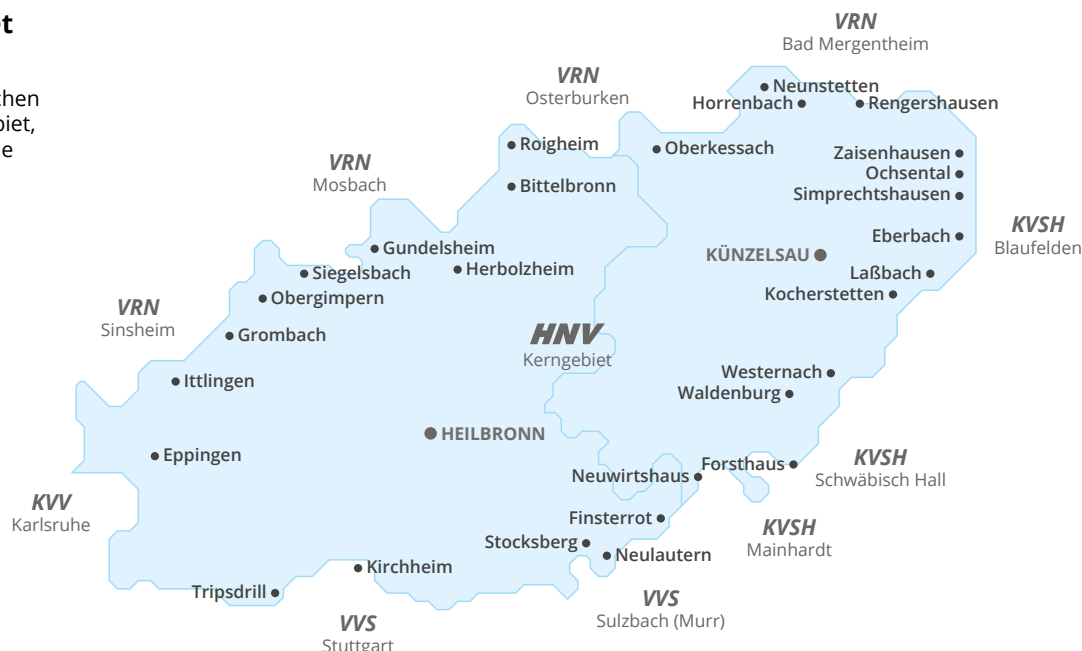 VRN
Bad Mergentheim
VRN
Osterburken
Neunstetten
Horrenbach
Rengershausen
Roigheim
Oberkessach
Zaisenhausen
Ochsental
Simprechtshausen
VRN
Mosbach
Bittelbronn
KVSH
Blaufelden
Eberbach
Gundelsheim
KÜNZELSAU
Herbolzheim
Siegelsbach
Laßbach
Obergimpern
Kocherstetten
VRN
Sinsheim
Grombach
HNV
Kerngebiet
Ittlingen
Westernach
Waldenburg
HEILBRONN
Eppingen
Forsthaus
KVSH
Schwäbisch Hall
Neuwirtshaus
KVV
Karlsruhe
Finsterrot
KVSH
Mainhardt
Stocksberg
Neulautern
Kirchheim
Tripsdrill
VVS
Sulzbach (Murr)
VVS
Stuttgart